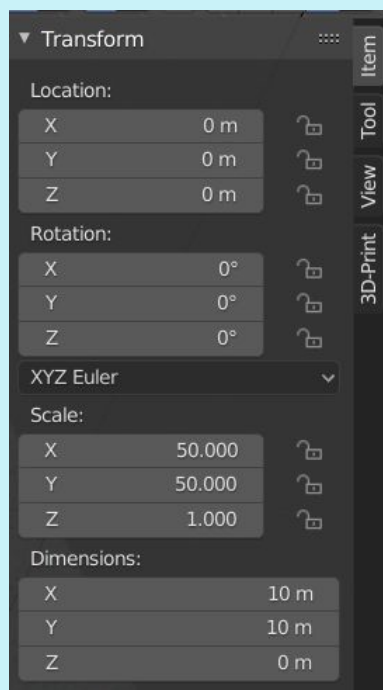 Transform
Location:
X 0 m
Y 0 m
Z 0 m
Rotation:
X 0°
Y 0°
Z 0°
XYZ Euler
Scale:
X 50.000
Y 50.000
Z 1.000
Dimensions:
X 10 m
Y 10 m
Z 0 m
Item
Tool
View
3D-Print